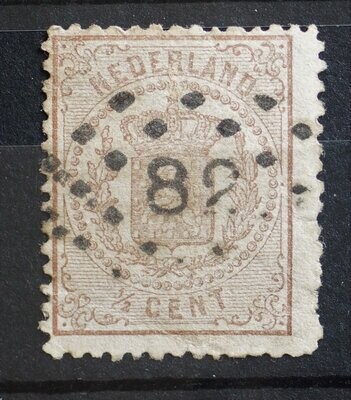 NEDERLAND
82
½ CENT